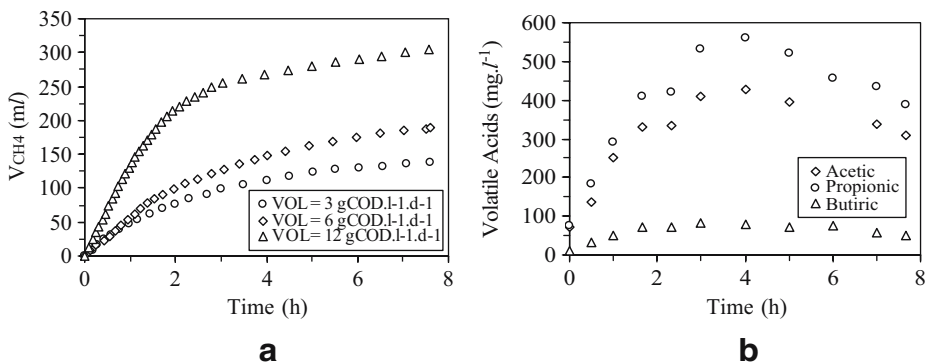 350
300
250
200
150
100
50
0
VCH4 (ml)
VOL = 3 gCOD.l-1.d-1
VOL = 6 gCOD.l-1.d-1
VOL = 12 gCOD.l-1.d-1
0 2 4 6 8
Time (h)
a
600
500
400
300
200
100
0
Volatile Acids (mg.l-1)
Acetic
Propionic
Butiric
0 2 4 6 8
Time (h)
b